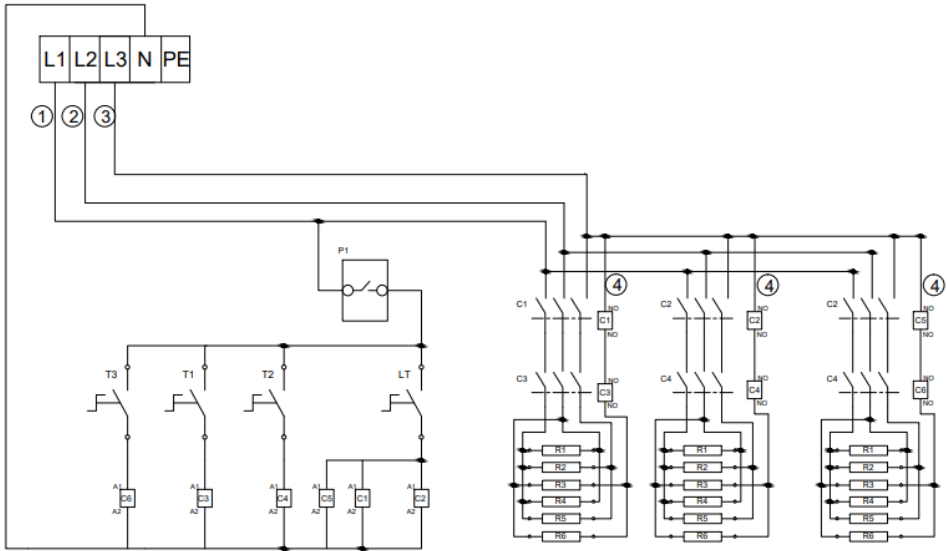 L1 L2 L3 N PE
1 2 3
P1
4 4 4
C1 C2 C2
NO NO NO
C1 C2 C5
NO NO NO
T3 T1 T2 LT
C3 C4 C4
NO NO NO
C3 C4 C6
NO NO NO
R1 R1 R1
R2 R2 R2
R3 R3 R3
R4 R4 R4
R5 R5 R5
R6 R6 R6
A1 A1 A1 A1 A1 A1
C6 C3 C4 C5 C1 C2
A2 A2 A2 A2 A2 A2